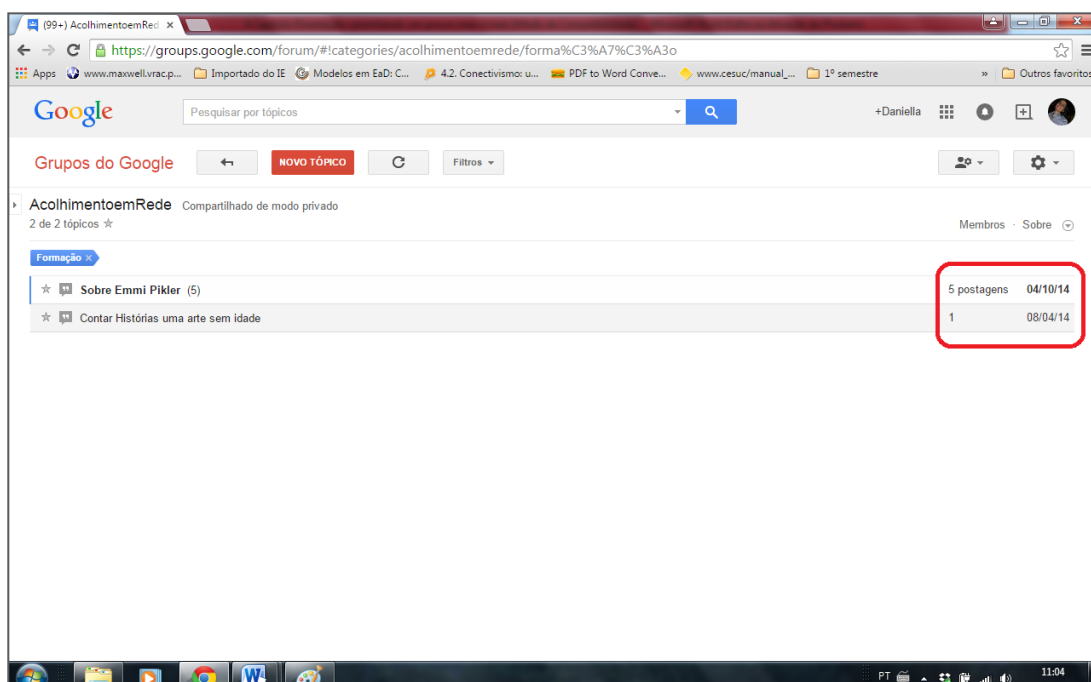 (99+) AcolhimentoemRed
https://groups.google.com/forum/#!categories/acolhimentoemrede/forma%C3%A7%C3%A3o
Apps www.maxwell.vrac.p... Importado do IE Modelos em EaD: C... 4.2. Conectivismo: u... PDF to Word Conve... www.cesuc/manual_... 1º semestre » Outros favoritos
Google Pesquisar por tópicos +Daniella
Grupos do Google NOVO TÓPICO Filtros
AcolhimentoemRede Compartilhado de modo privado
2 de 2 tópicos Membros · Sobre
Formação ×
Sobre Emmi Pikler (5) 5 postagens 04/10/14
Contar Histórias uma arte sem idade 1 08/04/14
PT 11:04